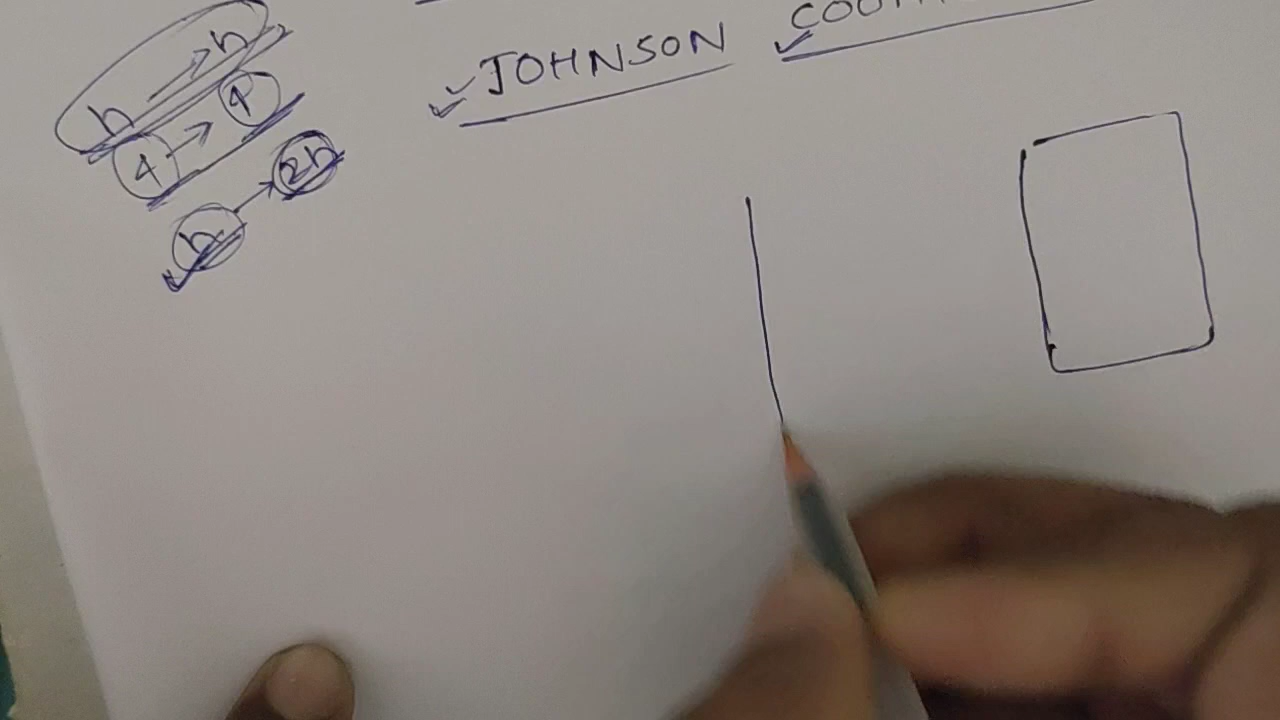 n → n
4 → 4
n → 2n
JOHNSON